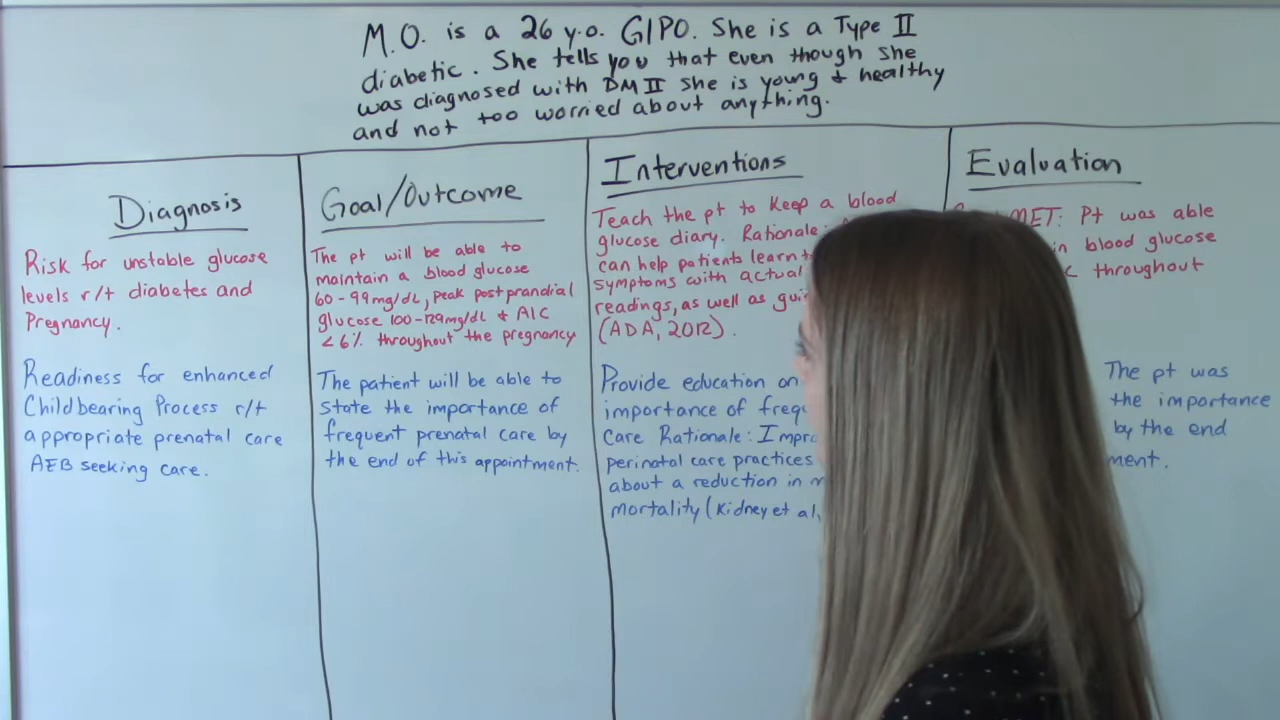 M.O. is a 26 y.o. G1P0. She is a Type II
diabetic. She tells you that even though she
was diagnosed with DM II she is young + healthy
and not too worried about anything.
Diagnosis
Risk for unstable glucose
levels r/t diabetes and
Pregnancy.
Readiness for enhanced
Childbearing Process r/t
appropriate prenatal care
AEB seeking care.
Goal/Outcome
The pt will be able to
maintain a blood glucose
60-99mg/dL, peak postprandial
glucose 100-129mg/dL + A1C
<6% throughout the pregnancy
The patient will be able to
state the importance of
frequent prenatal care by
the end of this appointment.
Interventions
Teach the pt to keep a blood
glucose diary. Rationale:
can help patients learn
symptoms with actual
readings, as well as
(ADA, 2012).
Provide education on
importance of
Care Rationale:
perinatal care practices
about a reduction in
mortality (Kidney et al,
Evaluation
MET: Pt was able
blood glucose
throughout
The pt was
the importance
by the end